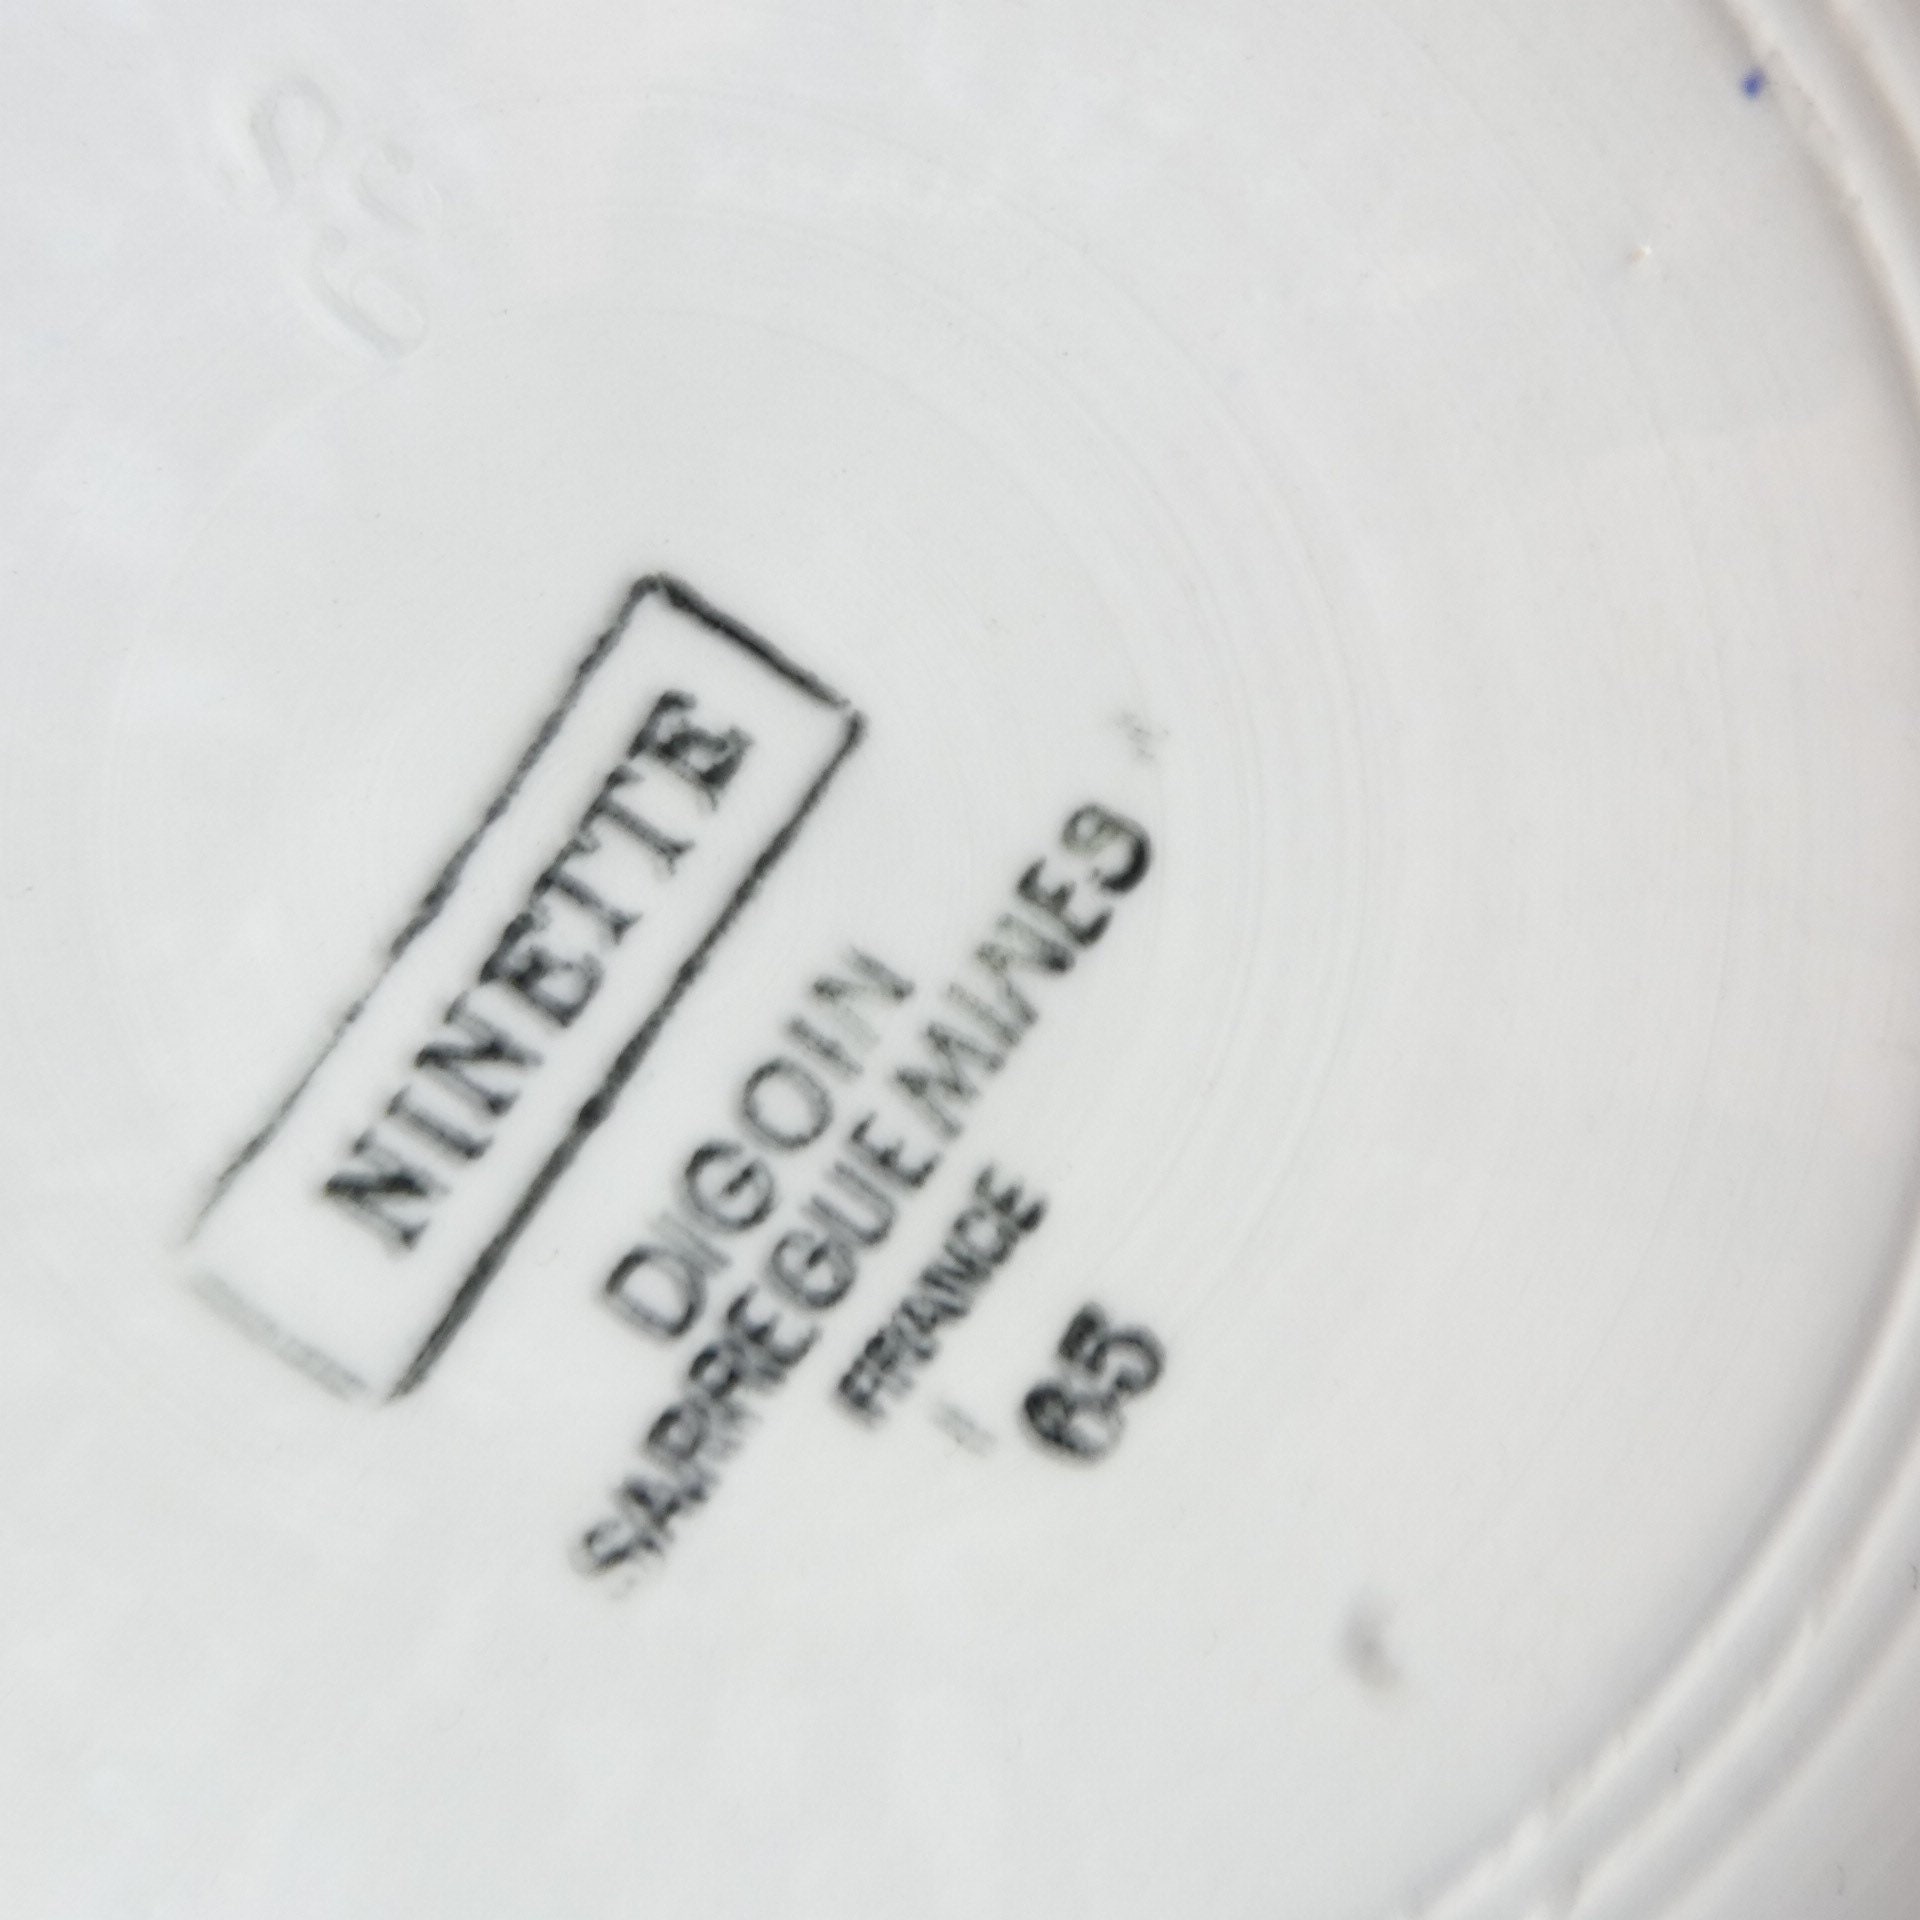 NINETTE
DIGOIN
SARREGUEMINES
FRANCE
85